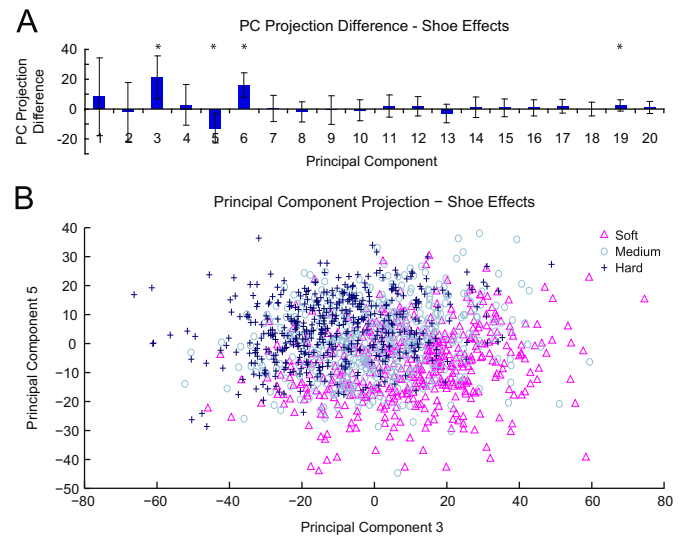 A
PC Projection Difference - Shoe Effects
* * * *
PC Projection
Difference
40
20
0
-20
1 2 3 4 5 6 7 8 9 10 11 12 13 14 15 16 17 18 19 20
Principal Component
B
Principal Component Projection − Shoe Effects
Principal Component 5
40
30
20
10
0
−10
−20
−30
−40
−50
Soft
Medium
Hard
−80 −60 −40 −20 0 20 40 60 80
Principal Component 3